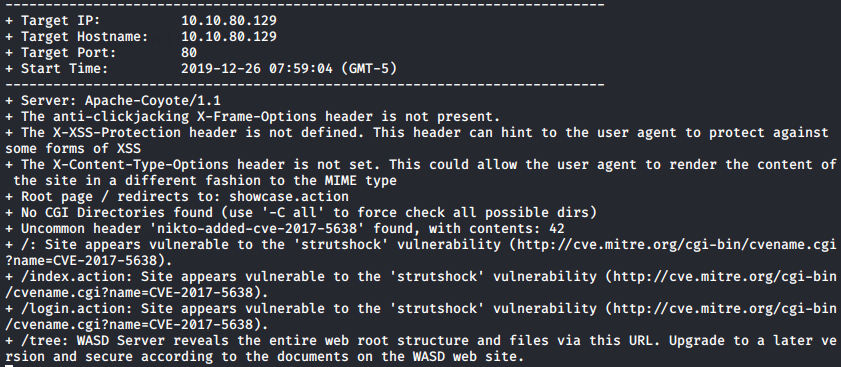 ---------------------------------------------------------------------------
+ Target IP:          10.10.80.129
+ Target Hostname:    10.10.80.129
+ Target Port:        80
+ Start Time:         2019-12-26 07:59:04 (GMT-5)
---------------------------------------------------------------------------
+ Server: Apache-Coyote/1.1
+ The anti-clickjacking X-Frame-Options header is not present.
+ The X-XSS-Protection header is not defined. This header can hint to the user agent to protect against
some forms of XSS
+ The X-Content-Type-Options header is not set. This could allow the user agent to render the content of
 the site in a different fashion to the MIME type
+ Root page / redirects to: showcase.action
+ No CGI Directories found (use '-C all' to force check all possible dirs)
+ Uncommon header 'nikto-added-cve-2017-5638' found, with contents: 42
+ /: Site appears vulnerable to the 'strutshock' vulnerability (http://cve.mitre.org/cgi-bin/cvename.cgi
?name=CVE-2017-5638).
+ /index.action: Site appears vulnerable to the 'strutshock' vulnerability (http://cve.mitre.org/cgi-bin
/cvename.cgi?name=CVE-2017-5638).
+ /login.action: Site appears vulnerable to the 'strutshock' vulnerability (http://cve.mitre.org/cgi-bin
/cvename.cgi?name=CVE-2017-5638).
+ /tree: WASD Server reveals the entire web root structure and files via this URL. Upgrade to a later ve
rsion and secure according to the documents on the WASD web site.